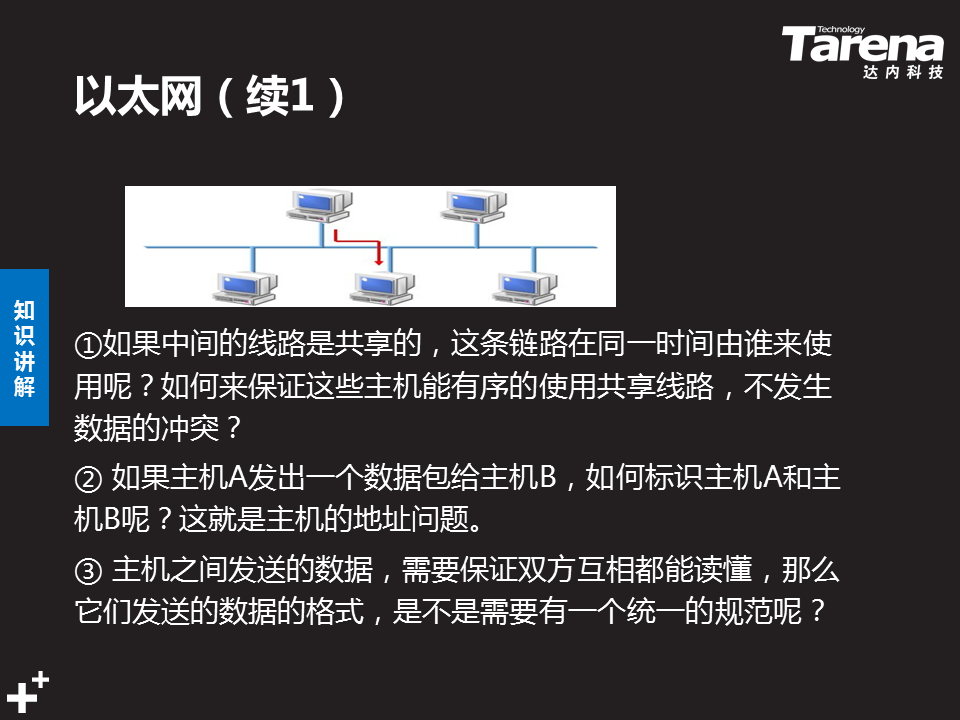 Technology
Tarena
达内科技
以太网（续1）
知识讲解
①如果中间的线路是共享的，这条链路在同一时间由谁来使
用呢？如何来保证这些主机能有序的使用共享线路，不发生
数据的冲突？
② 如果主机A发出一个数据包给主机B，如何标识主机A和主
机B呢？这就是主机的地址问题。
③ 主机之间发送的数据，需要保证双方互相都能读懂，那么
它们发送的数据的格式，是不是需要有一个统一的规范呢？